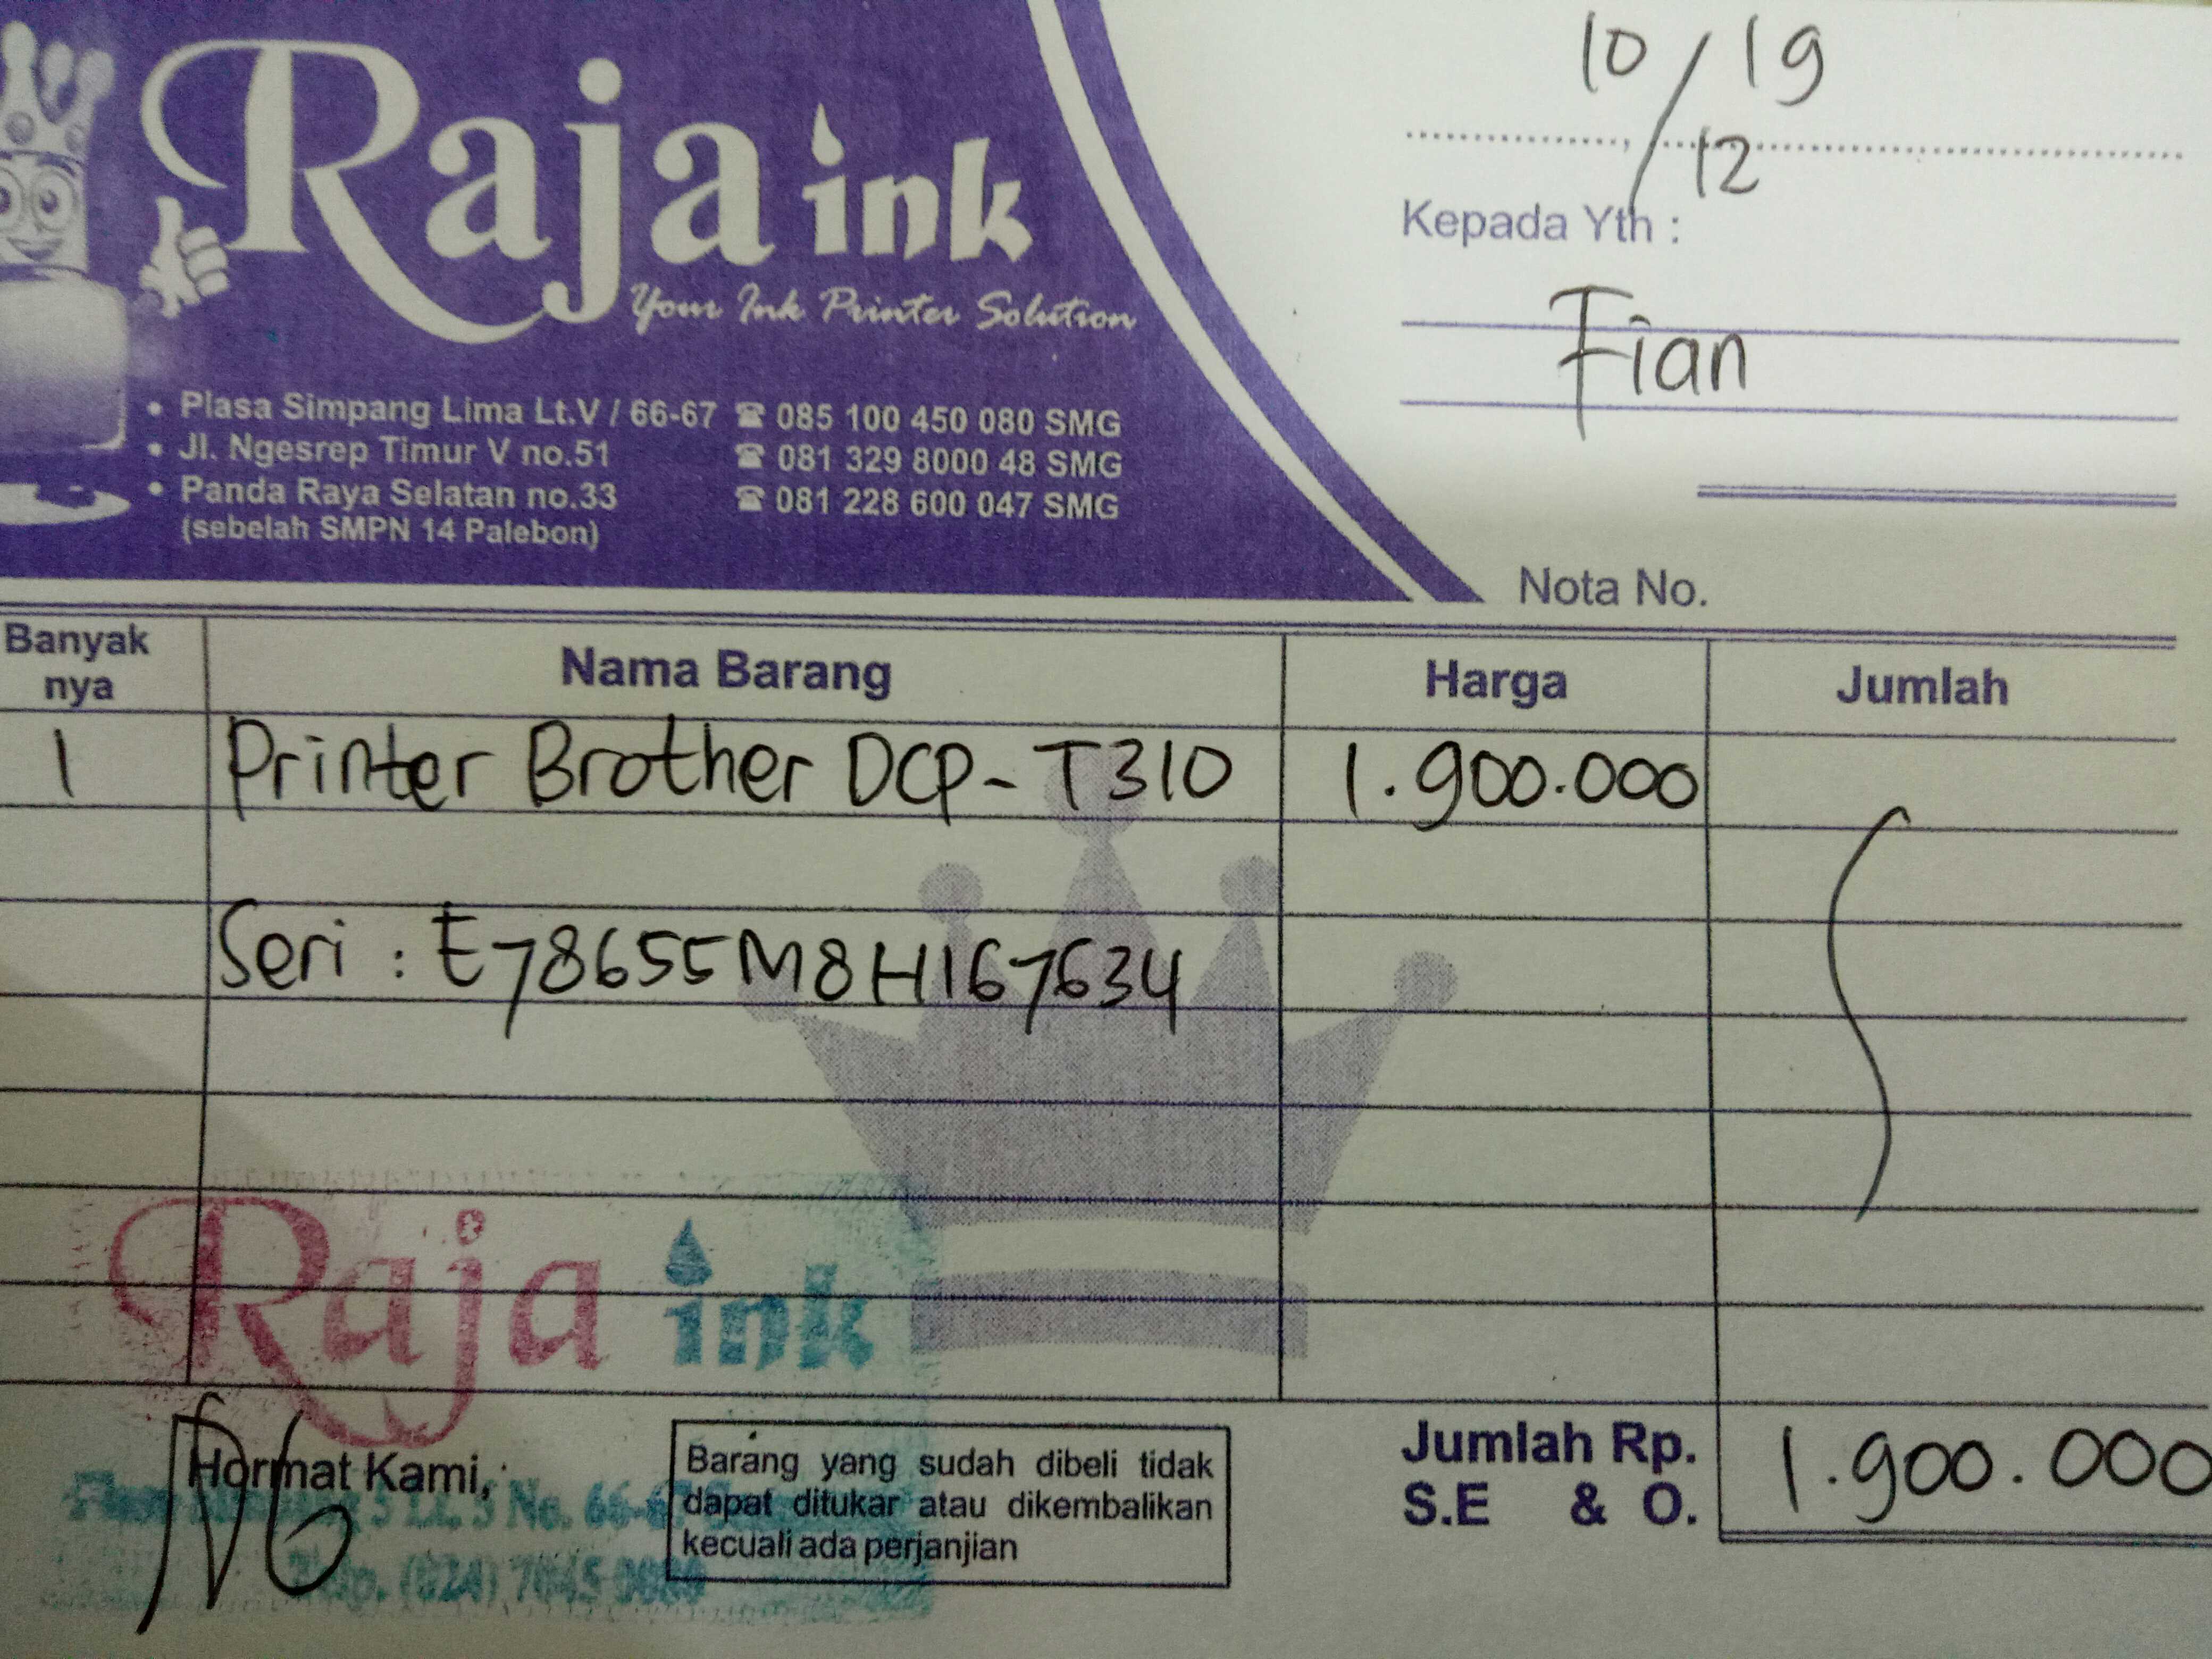 Raja ink
Your Ink Printer Solution
• Plasa Simpang Lima Lt.V / 66-67 ☎ 085 100 450 080 SMG
• Jl. Ngesrep Timur V no.51 ☎ 081 329 8000 48 SMG
• Panda Raya Selatan no.33 ☎ 081 228 600 047 SMG
(sebelah SMPN 14 Palebon)
10/12 19
Kepada Yth :
Fian
Nota No.
Banyak nya Nama Barang Harga Jumlah
1 Printer Brother DCP-T310 1.900.000
Seri : E78655M8H167634
Raja ink
Hormat Kami,
Barang yang sudah dibeli tidak
dapat ditukar atau dikembalikan
kecuali ada perjanjian
Jumlah Rp. 1.900.000
S.E & O.